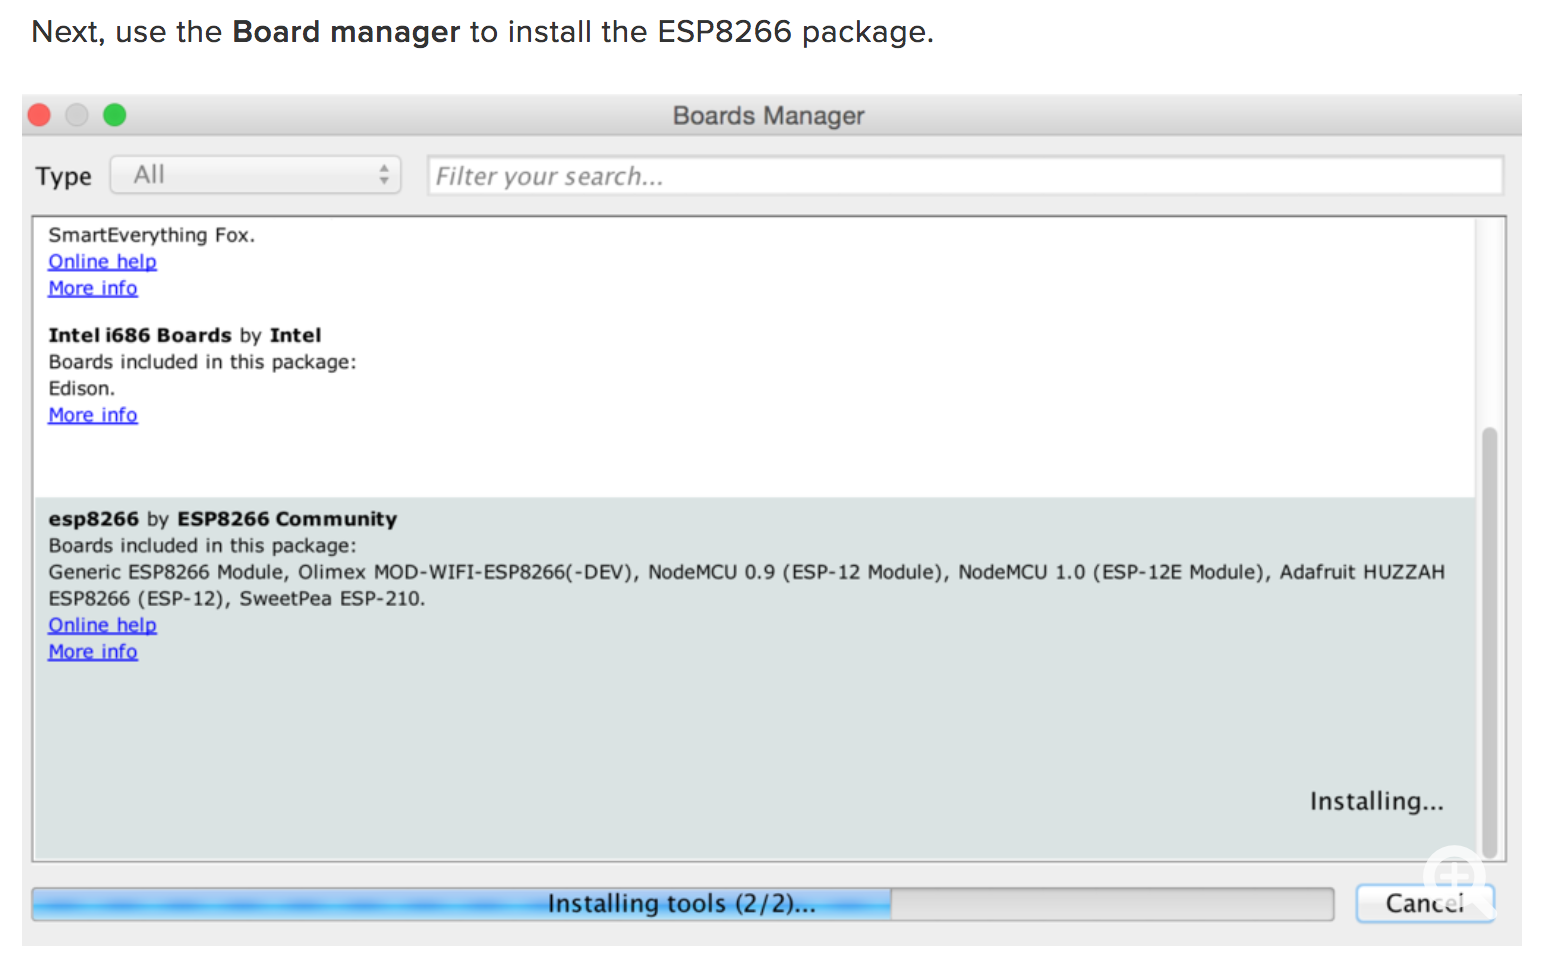 Next, use the Board manager to install the ESP8266 package.
Boards Manager
Type All Filter your search...
SmartEverything Fox.
Online help
More info
Intel i686 Boards by Intel
Boards included in this package:
Edison.
More info
esp8266 by ESP8266 Community
Boards included in this package:
Generic ESP8266 Module, Olimex MOD-WIFI-ESP8266(-DEV), NodeMCU 0.9 (ESP-12 Module), NodeMCU 1.0 (ESP-12E Module), Adafruit HUZZAH
ESP8266 (ESP-12), SweetPea ESP-210.
Online help
More info
Installing...
Installing tools (2/2)...
Cancel